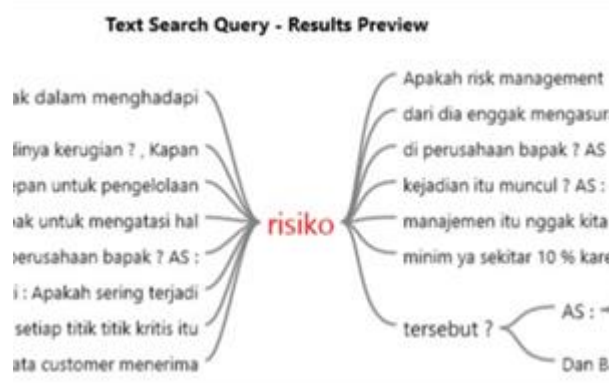 Text Search Query - Results Preview
ak dalam menghadapi
dinya kerugian ? , Kapan
epan untuk pengelolaan
ak untuk mengatasi hal
perusahaan bapak ? AS :
i : Apakah sering terjadi
setiap titik titik kritis itu
ata customer menerima
risiko
Apakah risk management
dari dia enggak mengasur
di perusahaan bapak ? AS
kejadian itu muncul ? AS :
manajemen itu nggak kita
minim ya sekitar 10 % kare
tersebut ?
AS :
Dan B